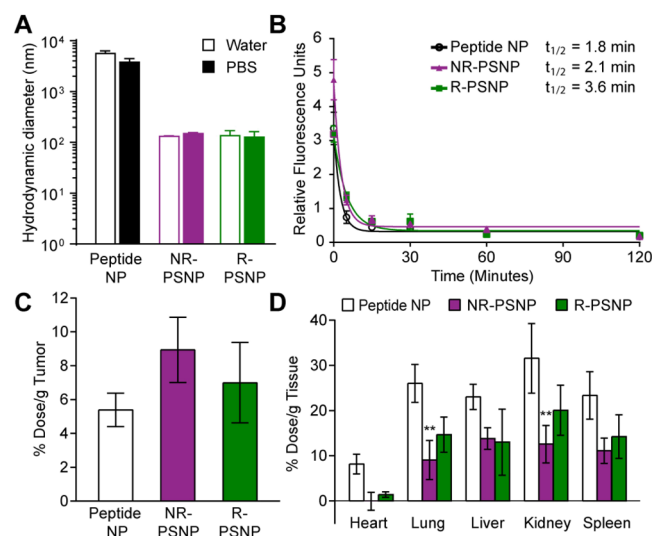 A
Hydrodynamic diameter (nm)
10⁵
10⁴
10³
10²
10¹
10⁰
Water
PBS
Peptide
NP
NR-
PSNP
R-
PSNP
B
Relative Fluorescence Units
6
5
4
3
2
1
0
Peptide NP t1/2 = 1.8 min
NR-PSNP t1/2 = 2.1 min
R-PSNP t1/2 = 3.6 min
0 30 60 90 120
Time (Minutes)
C
% Dose/g Tumor
12
10
8
6
4
2
0
Peptide
NP
NR-
PSNP
R-
PSNP
D
Peptide NP NR-PSNP R-PSNP
% Dose/g Tissue
40
30
20
10
0
** **
Heart Lung Liver Kidney Spleen